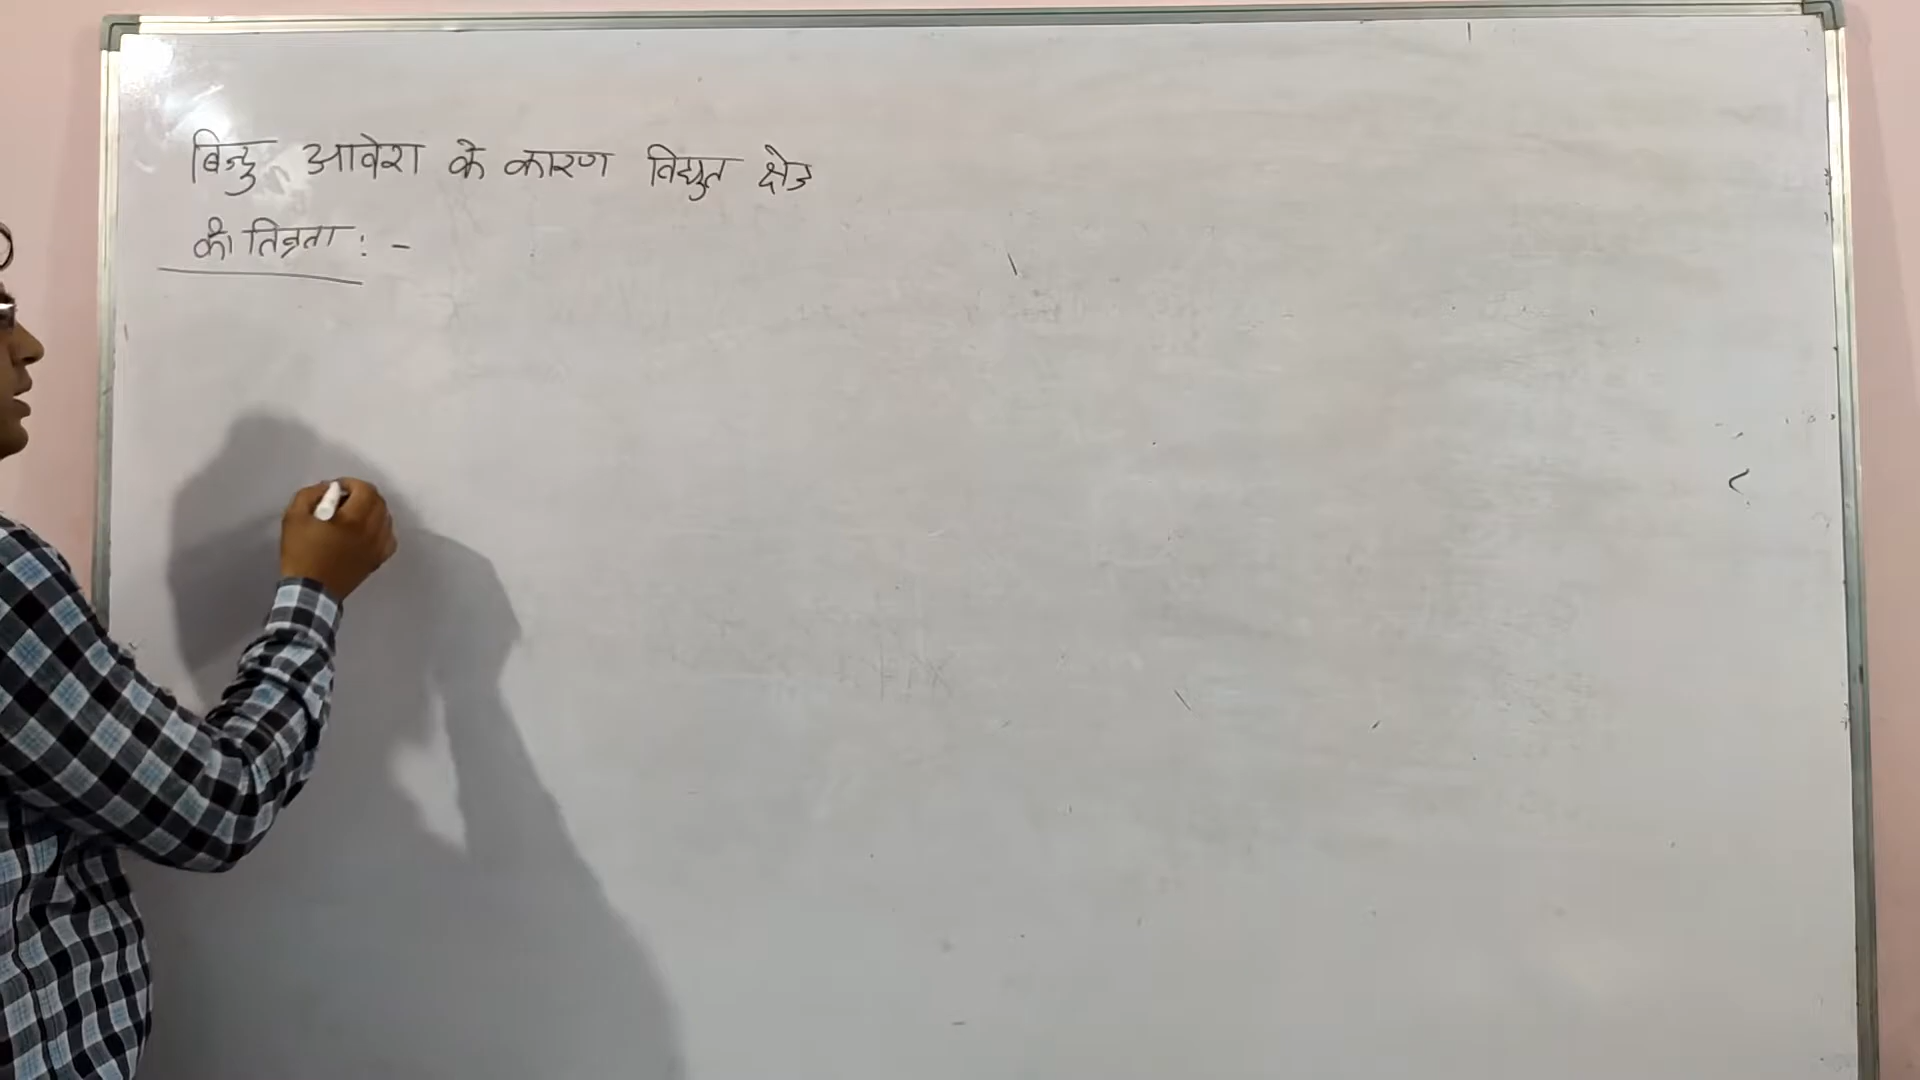 बिन्दु आवेश के कारण विद्युत क्षेत्र
की तिव्रता : -